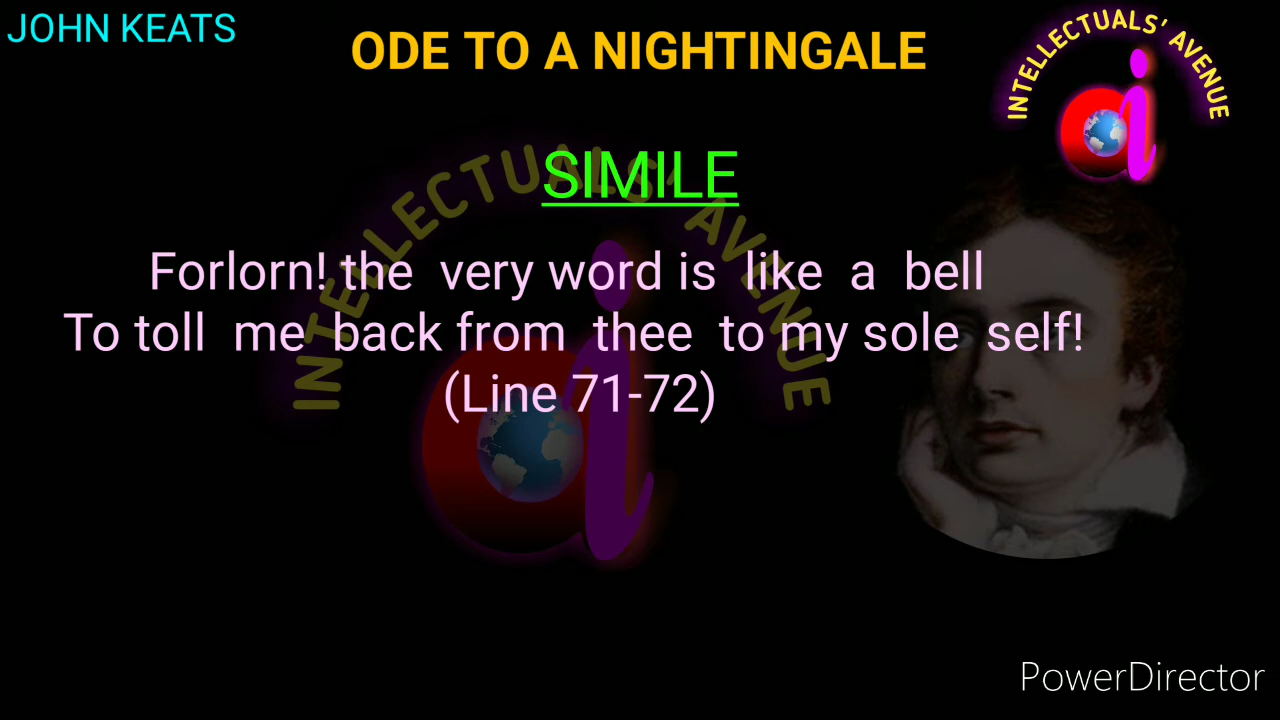 JOHN KEATS
ODE TO A NIGHTINGALE
INTELLECTUALS' AVENUE
i
SIMILE
INTELLECTUALS' AVENUE
i
Forlorn! the very word is like a bell
To toll me back from thee to my sole self!
(Line 71-72)
PowerDirector